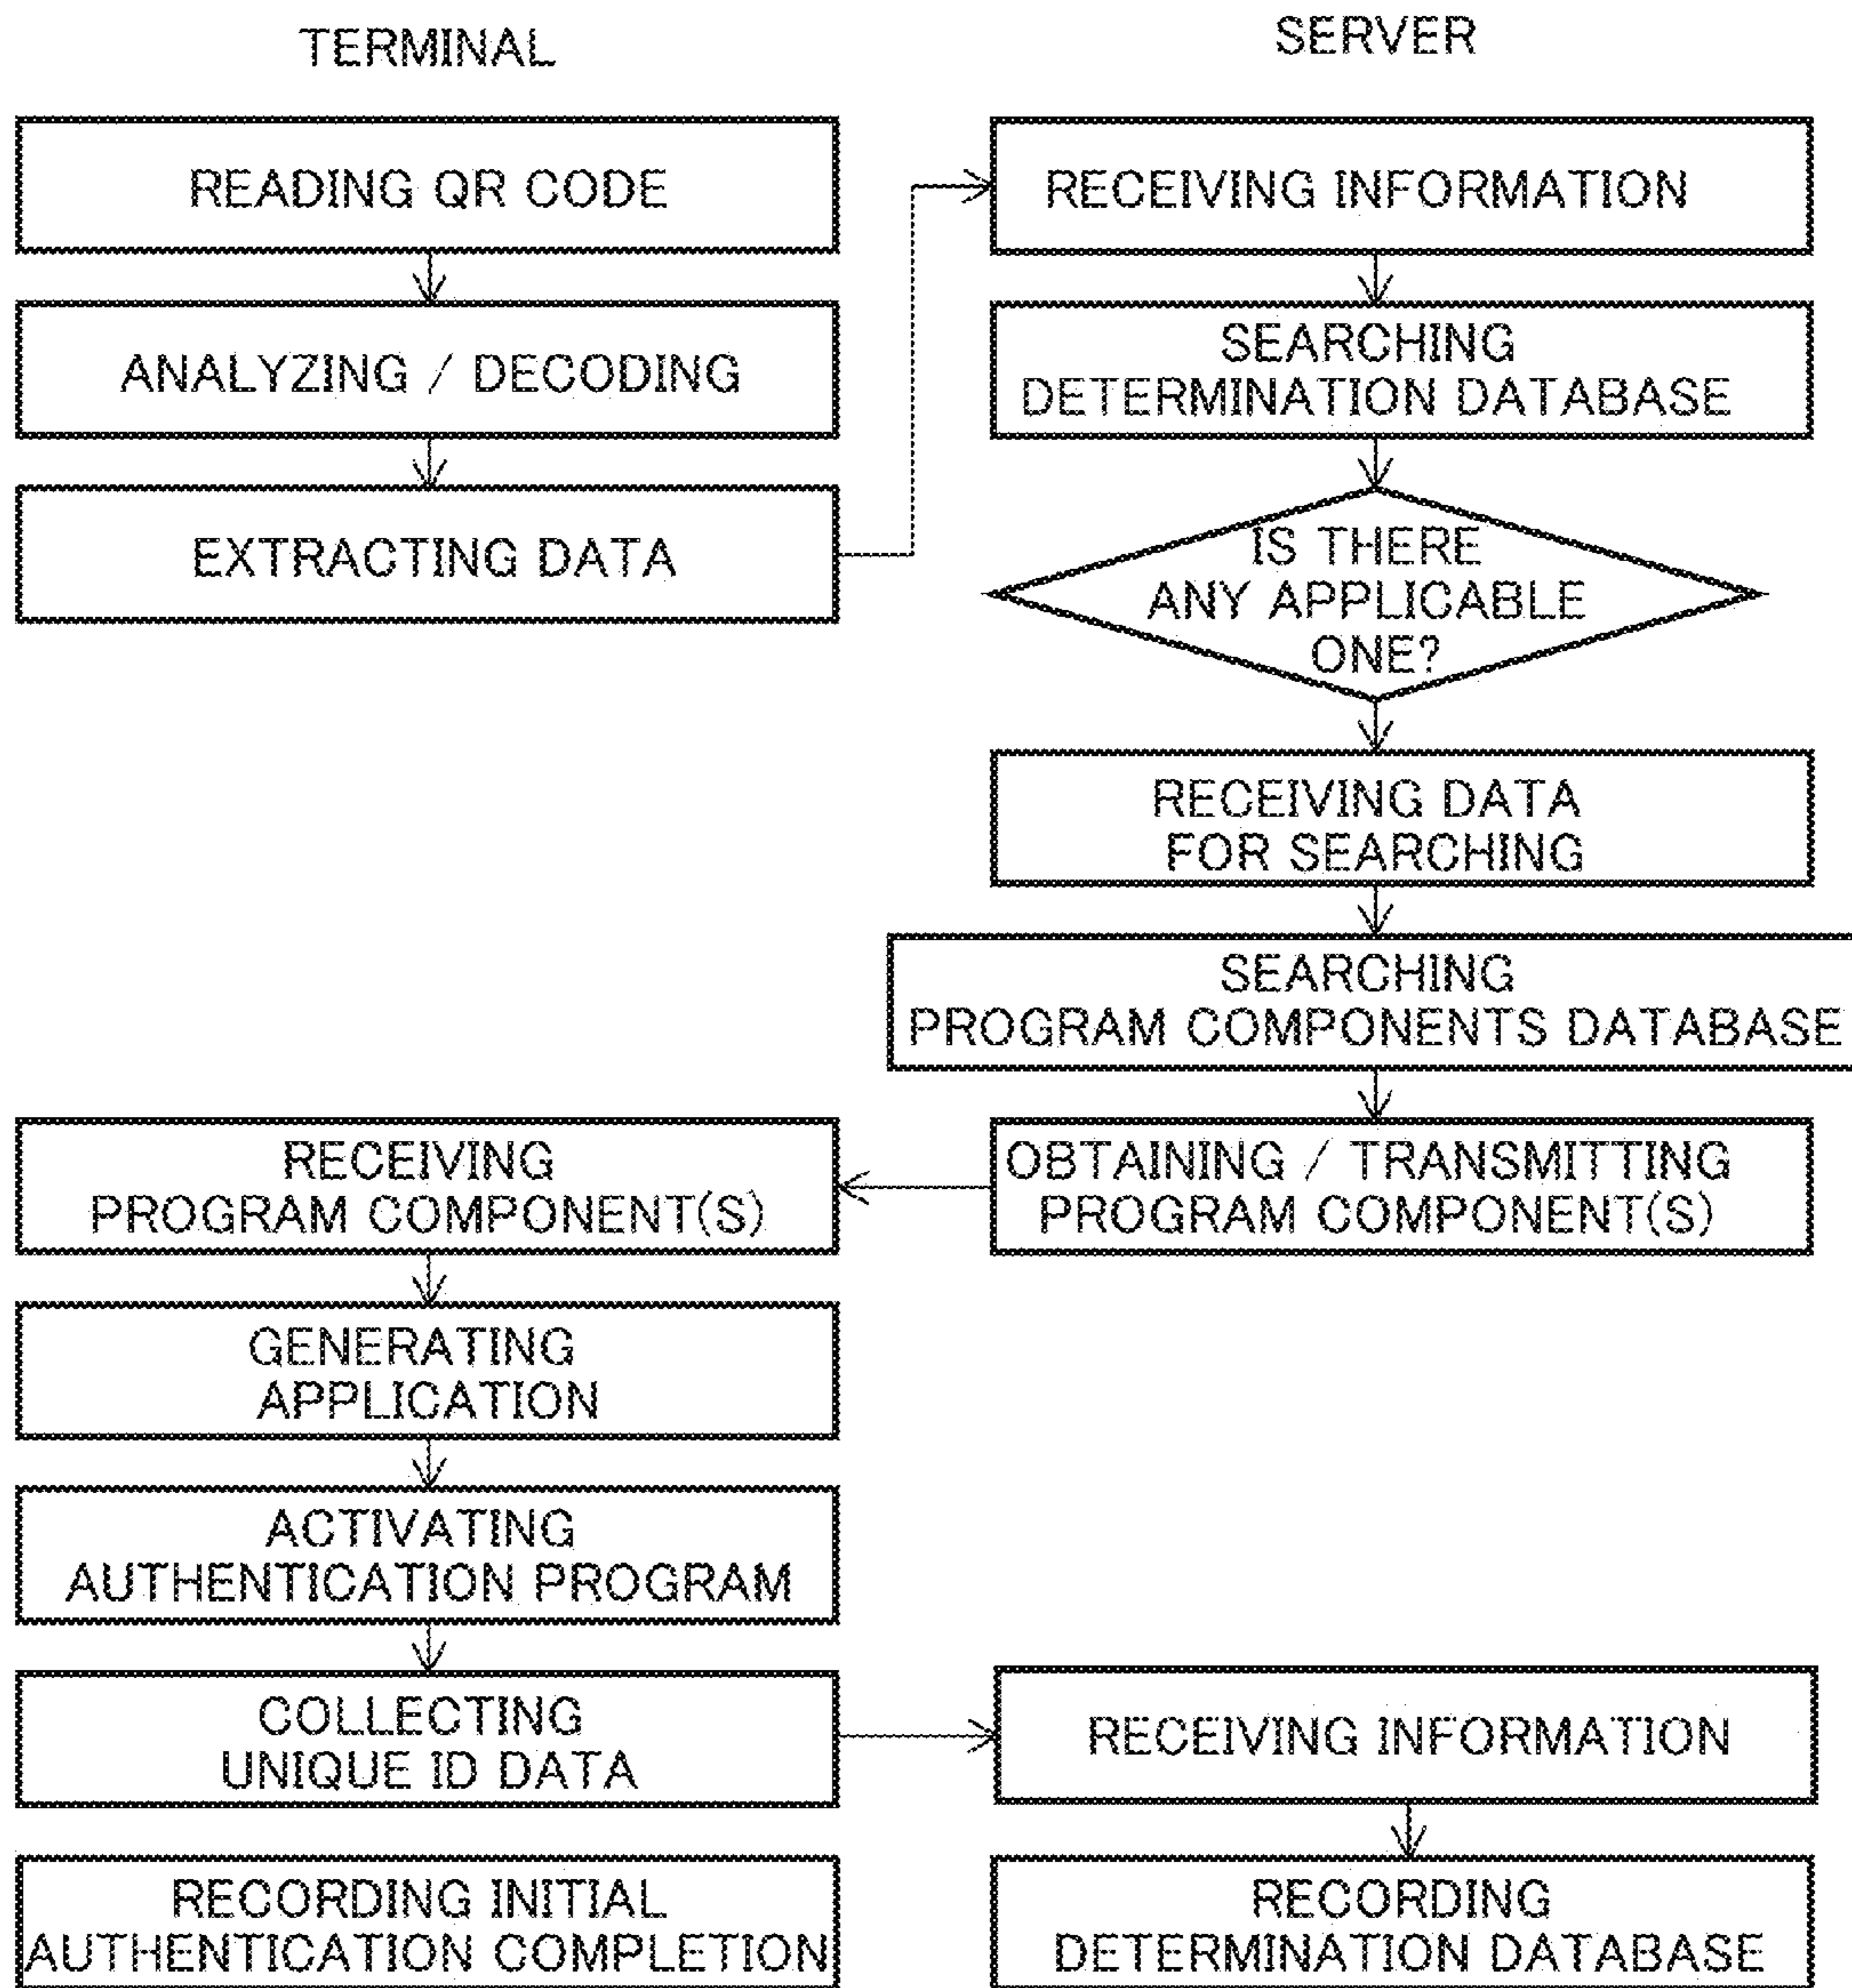 TERMINAL
SERVER
READING QR CODE
RECEIVING INFORMATION
ANALYZING / DECODING
SEARCHING
DETERMINATION DATABASE
EXTRACTING DATA
IS THERE
ANY APPLICABLE
ONE?
RECEIVING DATA
FOR SEARCHING
SEARCHING
PROGRAM COMPONENTS DATABASE
OBTAINING / TRANSMITTING
PROGRAM COMPONENT(S)
RECEIVING
PROGRAM COMPONENT(S)
GENERATING
APPLICATION
ACTIVATING
AUTHENTICATION PROGRAM
COLLECTING
UNIQUE ID DATA
RECEIVING INFORMATION
RECORDING INITIAL
AUTHENTICATION COMPLETION
RECORDING
DETERMINATION DATABASE